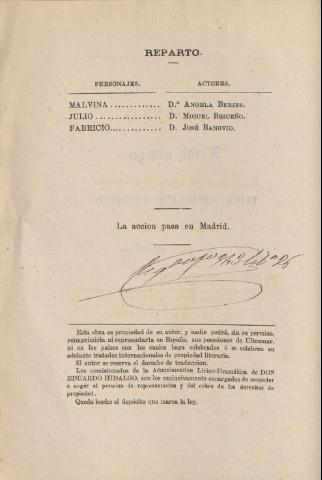 REPARTO.
PERSONAJES. ACTORES.
MALVINA............. D.ª ANGELA BERJES.
JULIO................. D. MIGUEL BRICEÑO.
FABRICIO............. D. JOSÉ BANOVIO.
La accion pasa en Madrid.
Esta obra es propiedad de su autor, y nadie podrá, sin su permiso,
reimprimirla ni representarla en España, sus posesiones de Ultramar,
ni en los países con los cuales haya celebrados ó se celebren en
adelante tratados internacionales de propiedad literaria.
El autor se reserva el derecho de traduccion.
Los comisionados de la Administración Lírico-Dramática de DON
EDUARDO HIDALGO, son los exclusivamente encargados de conceder
ó negar el permiso de representacion y del cobro de los derechos de
propiedad.
Queda hecho el depósito que marca la ley.